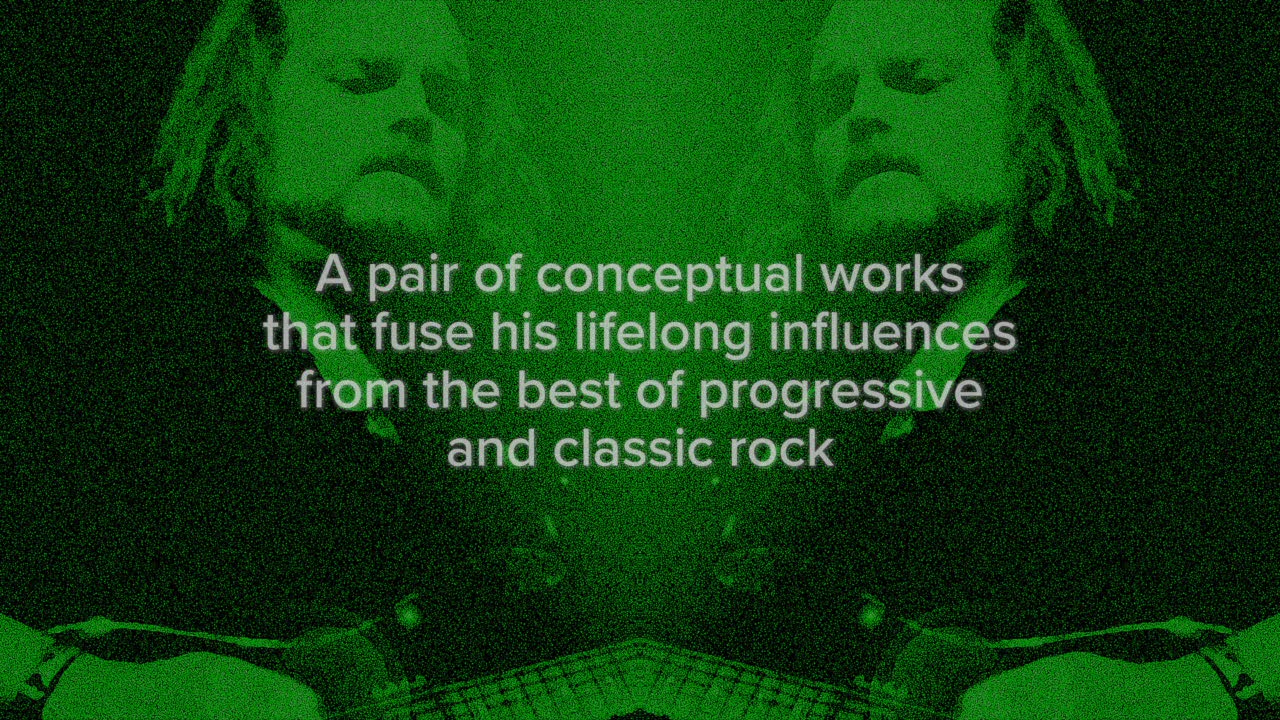 A pair of conceptual works
that fuse his lifelong influences
from the best of progressive
and classic rock